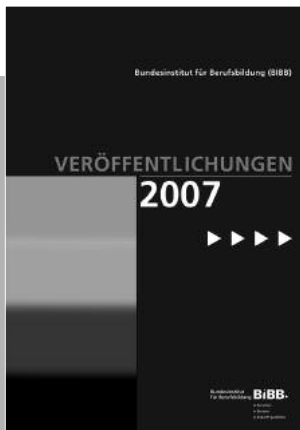 Bundesinstitut für Berufsbildung (BIBB)
VERÖFFENTLICHUNGEN
2007
Bundesinstitut
für Berufsbildung BiBB.